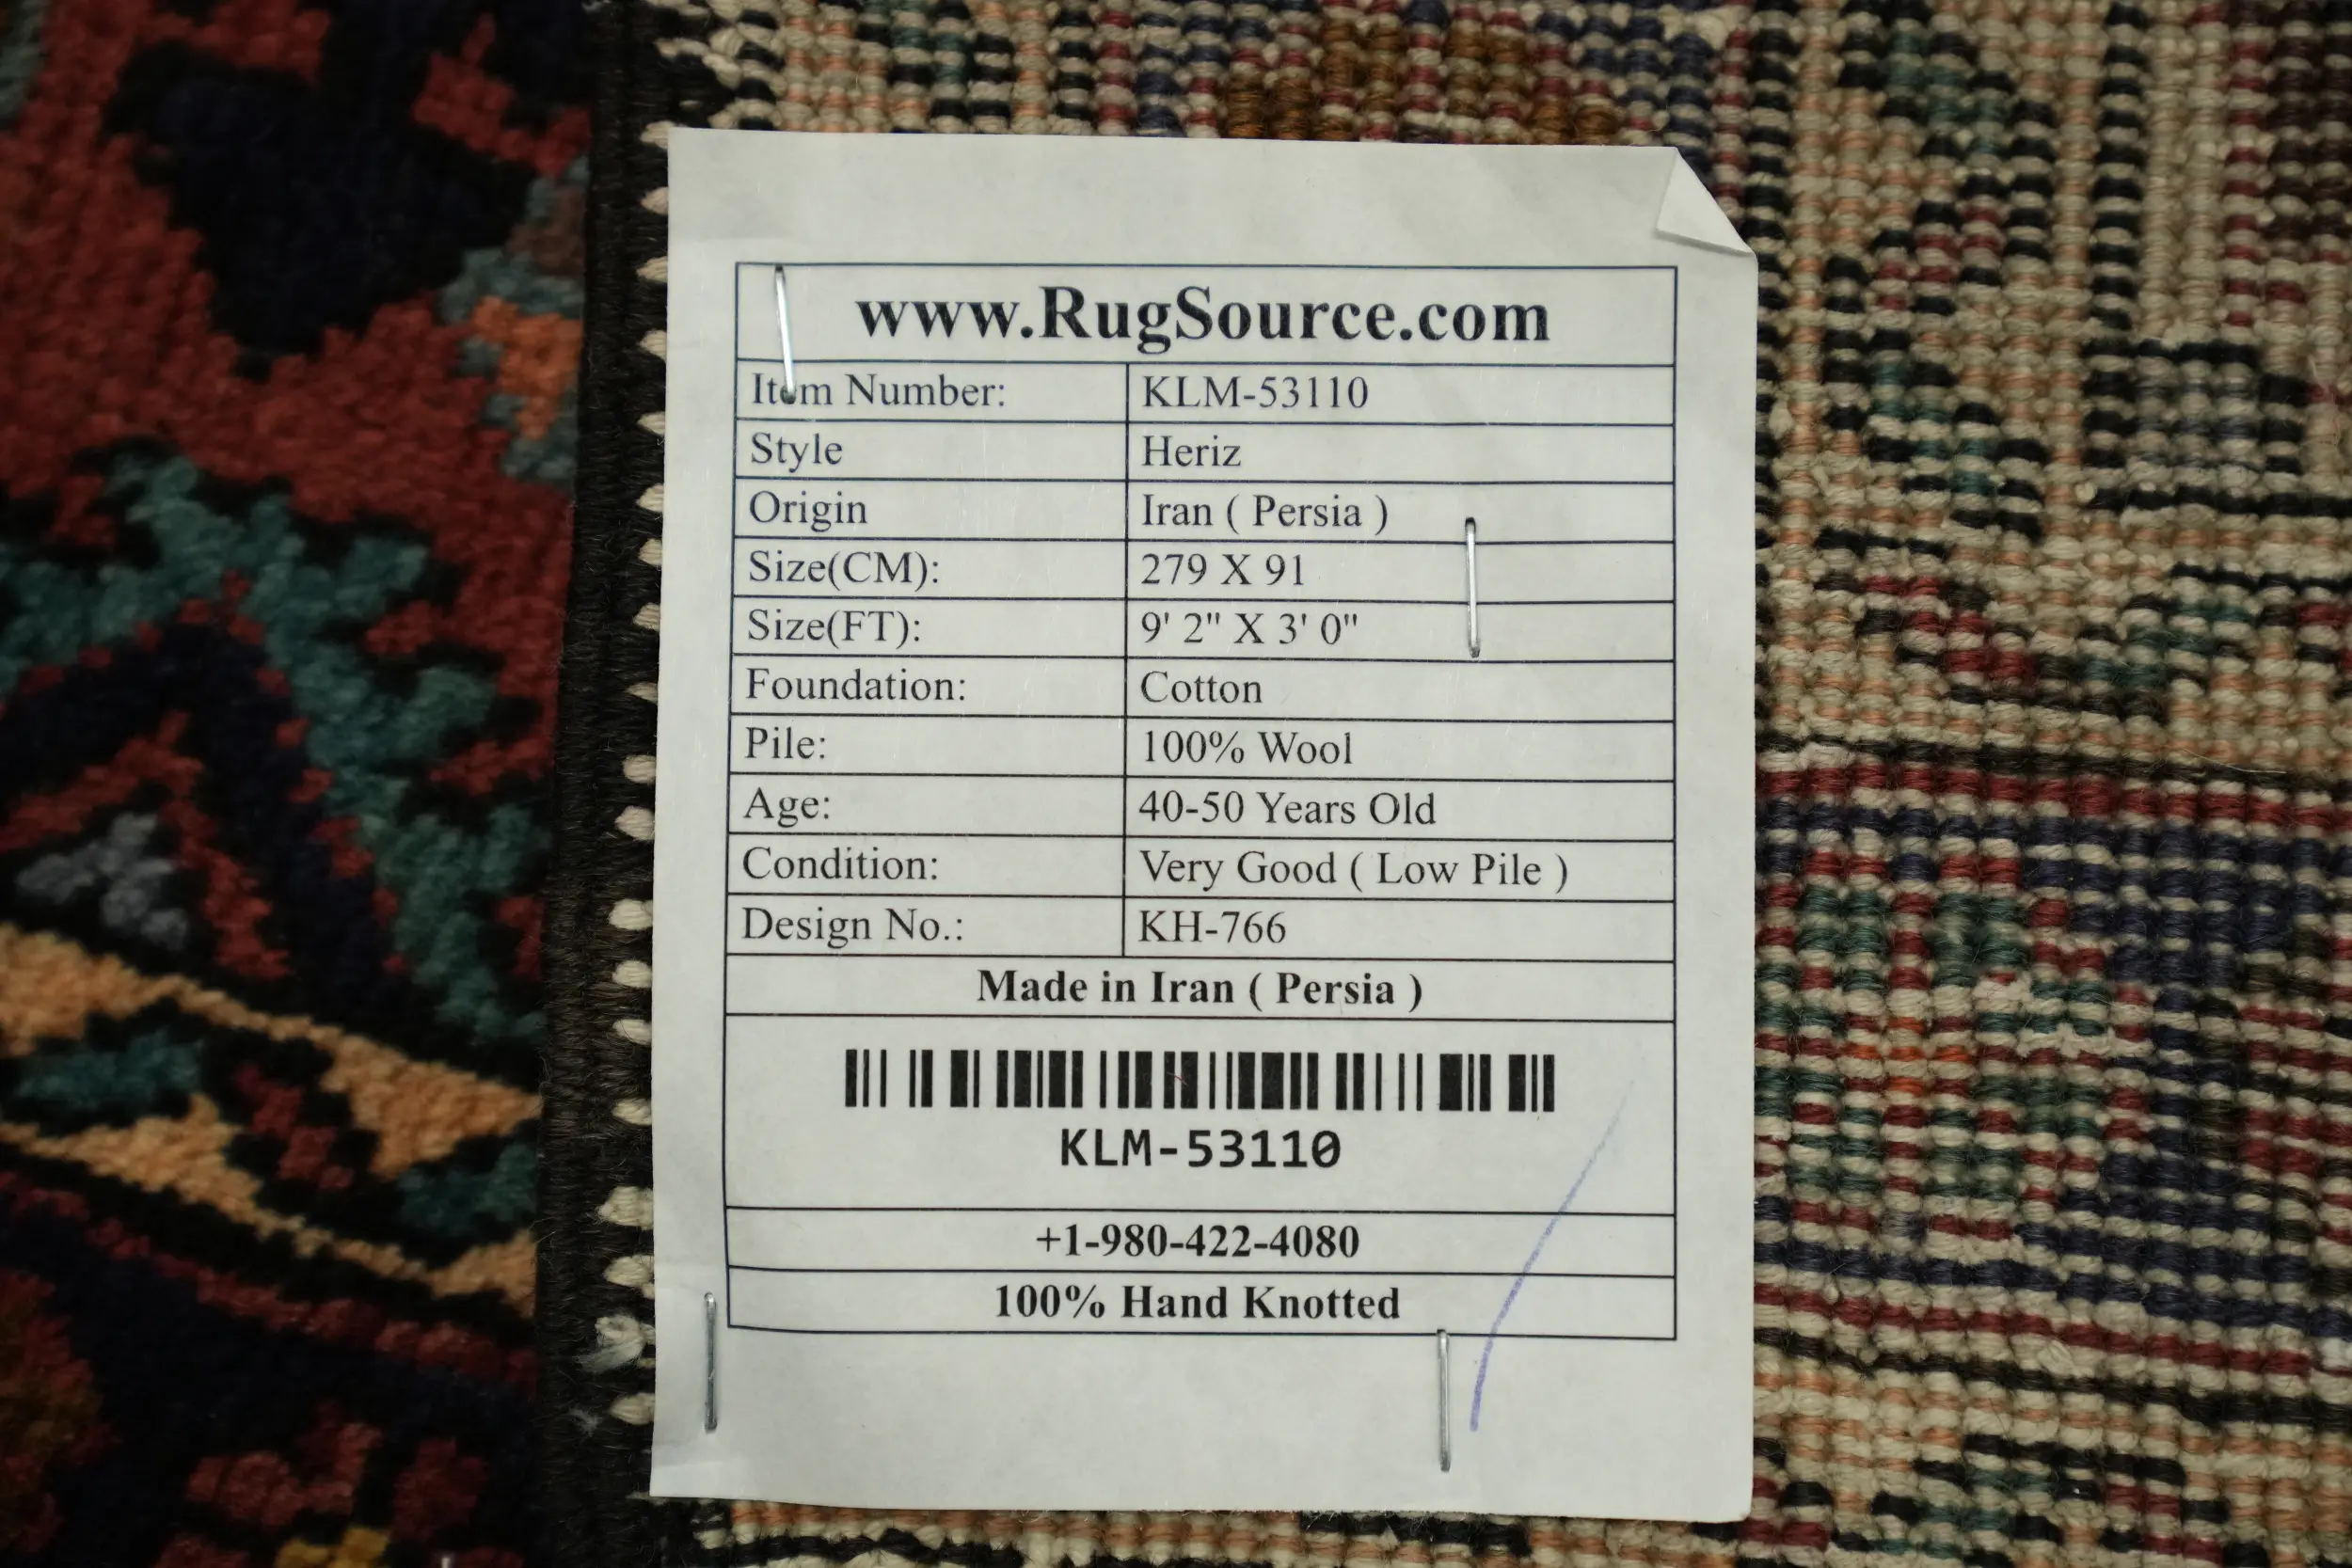 www.RugSource.com
Item Number: KLM-53110
Style Heriz
Origin Iran ( Persia )
Size(CM): 279 X 91
Size(FT): 9' 2" X 3' 0"
Foundation: Cotton
Pile: 100% Wool
Age: 40-50 Years Old
Condition: Very Good ( Low Pile )
Design No.: KH-766
Made in Iran ( Persia )
KLM-53110
+1-980-422-4080
100% Hand Knotted